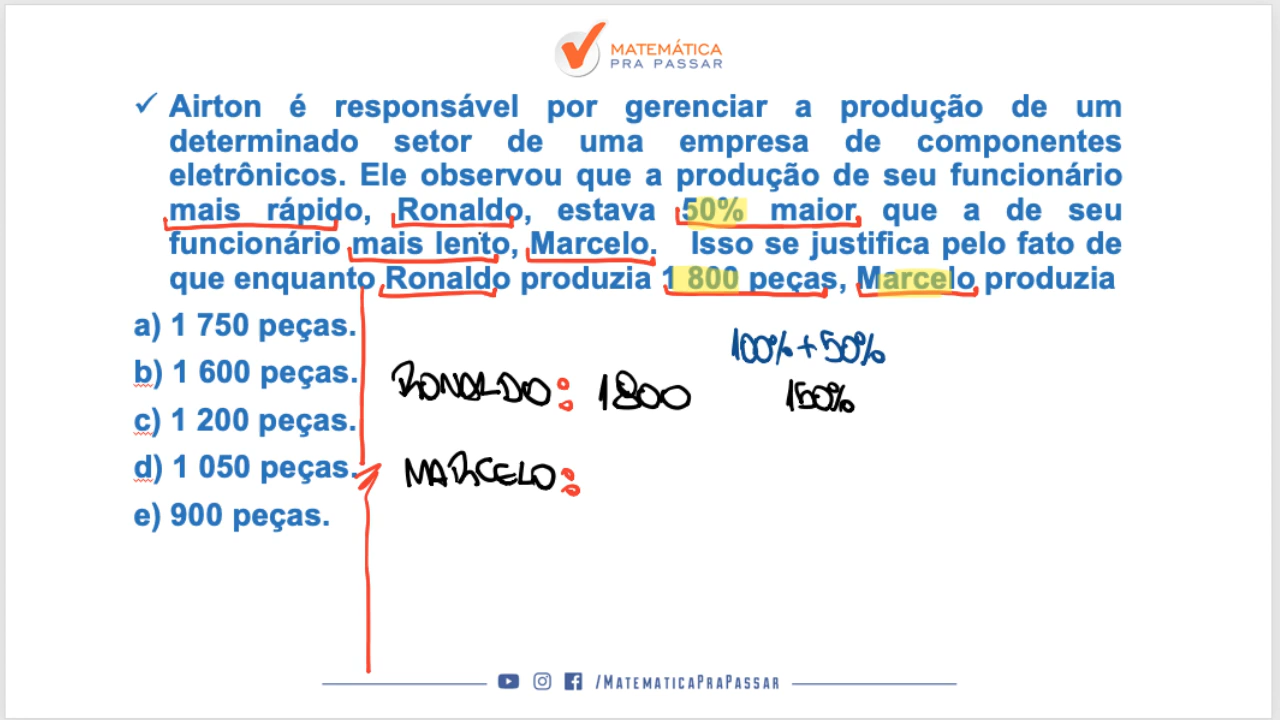 MATEMÁTICA
PRA PASSAR
✓ Airton é responsável por gerenciar a produção de um
determinado setor de uma empresa de componentes
eletrônicos. Ele observou que a produção de seu funcionário
mais rápido, Ronaldo, estava 50% maior, que a de seu
funcionário mais lento, Marcelo. Isso se justifica pelo fato de
que enquanto Ronaldo produzia 1 800 peças, Marcelo produzia
a) 1 750 peças.
100% + 50%
b) 1 600 peças.
RONALDO: 1800
150%
c) 1 200 peças.
d) 1 050 peças.
MARCELO:
e) 900 peças.
/MATEMATICAPRAPASSAR